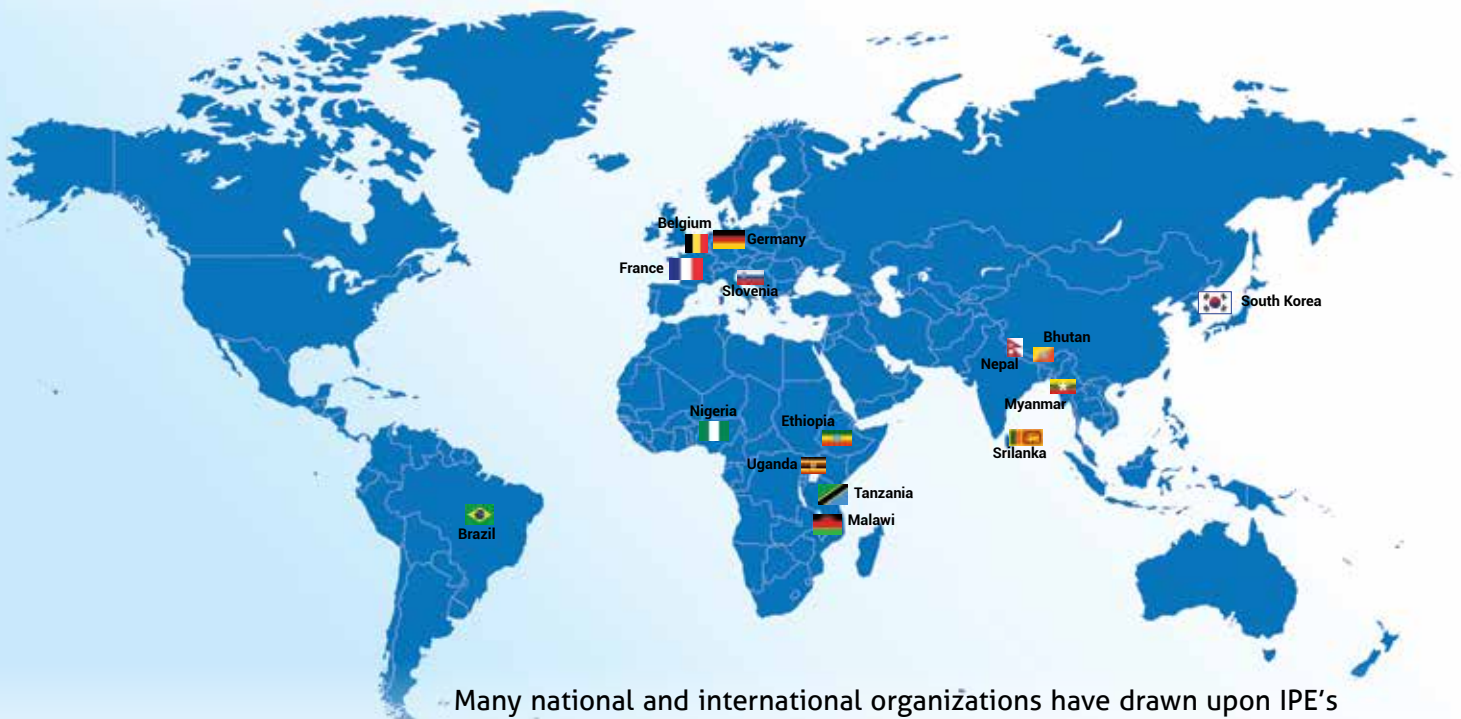 Belgium
Germany
France
Slovenia
South Korea
Bhutan
Nepal
Myanmar
Nigeria
Ethiopia
Srilanka
Uganda
Tanzania
Malawi
Brazil
Many national and international organizations have drawn upon IPE's